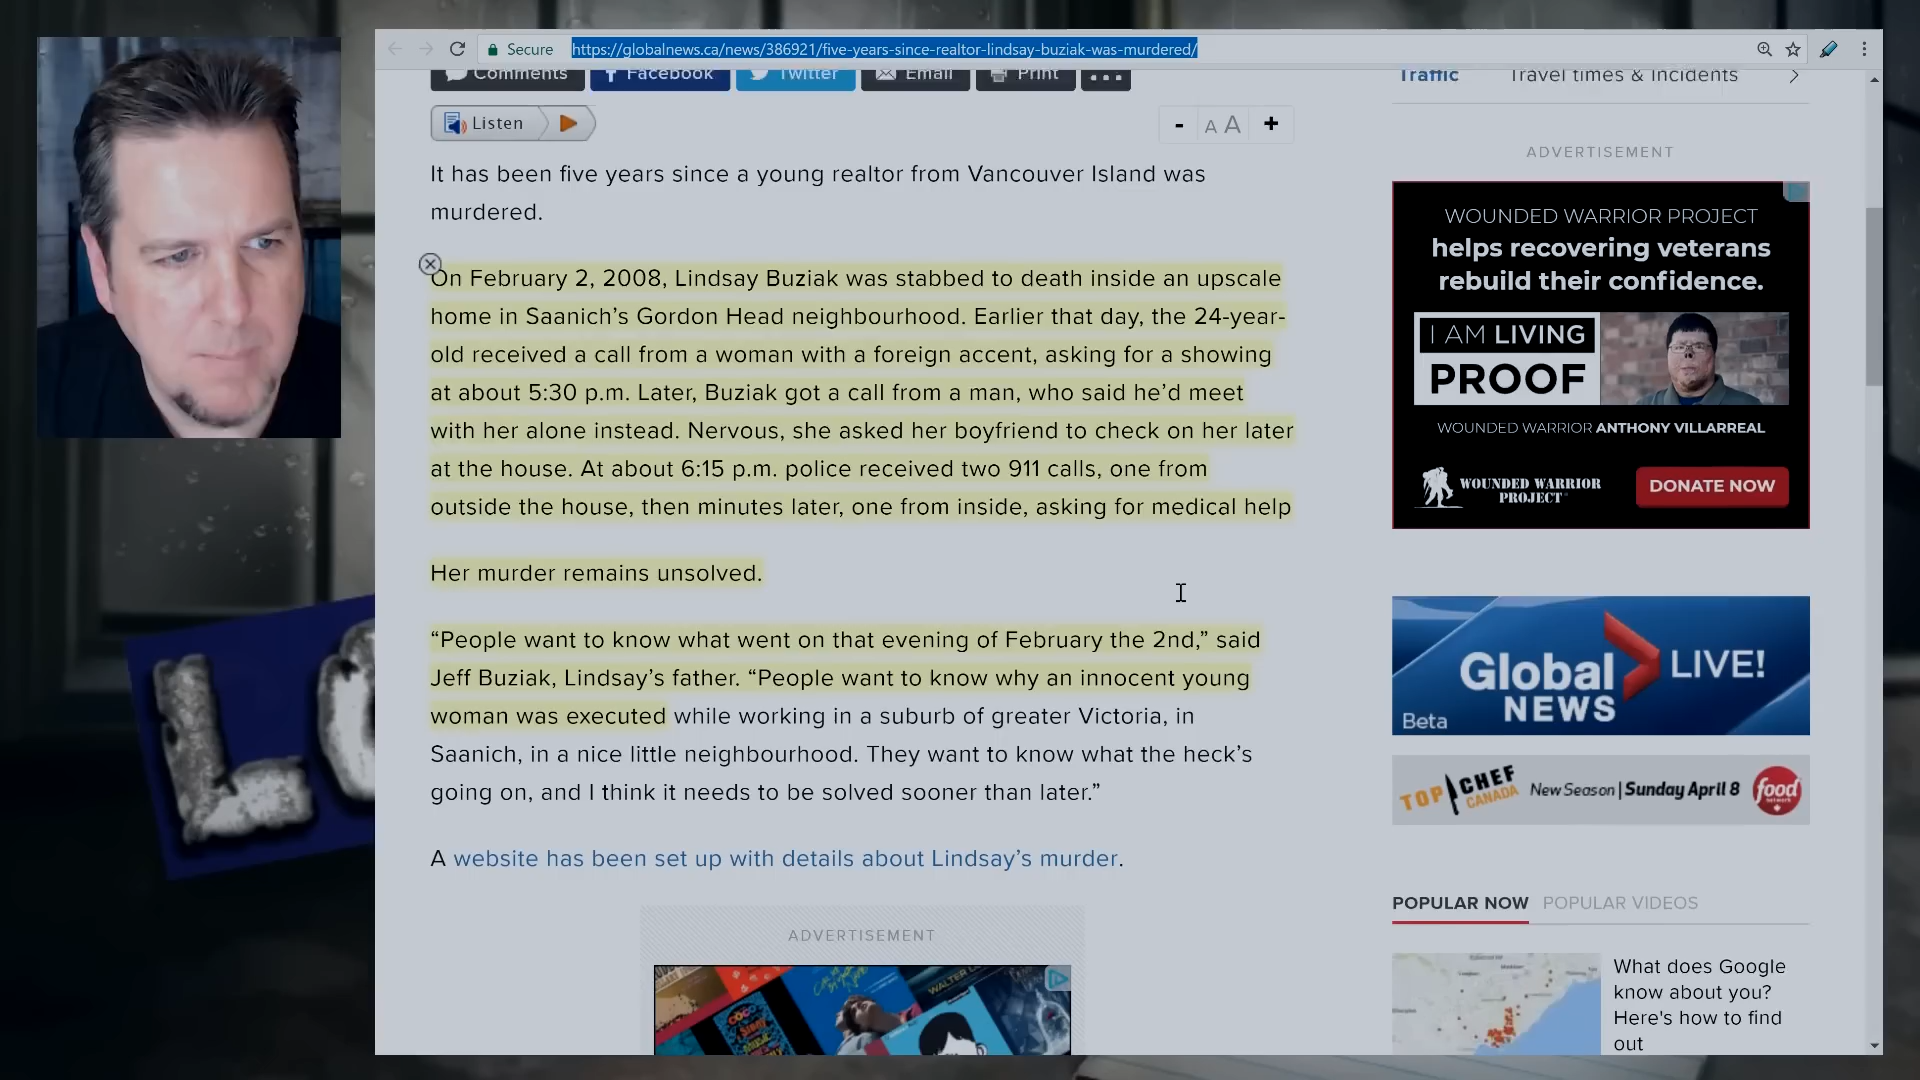 Secure
https://globalnews.ca/news/386921/five-years-since-realtor-lindsay-buziak-was-murdered/
Comments
Facebook
Twitter
Email
Print
...
Traffic
Travel times & Incidents
Listen
- A A +
It has been five years since a young realtor from Vancouver Island was
murdered.
On February 2, 2008, Lindsay Buziak was stabbed to death inside an upscale
home in Saanich’s Gordon Head neighbourhood. Earlier that day, the 24-year-
old received a call from a woman with a foreign accent, asking for a showing
at about 5:30 p.m. Later, Buziak got a call from a man, who said he’d meet
with her alone instead. Nervous, she asked her boyfriend to check on her later
at the house. At about 6:15 p.m. police received two 911 calls, one from
outside the house, then minutes later, one from inside, asking for medical help
Her murder remains unsolved.
“People want to know what went on that evening of February the 2nd,” said
Jeff Buziak, Lindsay’s father. “People want to know why an innocent young
woman was executed while working in a suburb of greater Victoria, in
Saanich, in a nice little neighbourhood. They want to know what the heck’s
going on, and I think it needs to be solved sooner than later.”
A website has been set up with details about Lindsay’s murder.
ADVERTISEMENT
ADVERTISEMENT
WOUNDED WARRIOR PROJECT
helps recovering veterans
rebuild their confidence.
I AM LIVING
PROOF
WOUNDED WARRIOR ANTHONY VILLARREAL
WOUNDED WARRIOR
PROJECT
DONATE NOW
Global
NEWS
LIVE!
Beta
TOP CHEF
CANADA
New Season | Sunday April 8
food
POPULAR NOW
POPULAR VIDEOS
What does Google
know about you?
Here's how to find
out